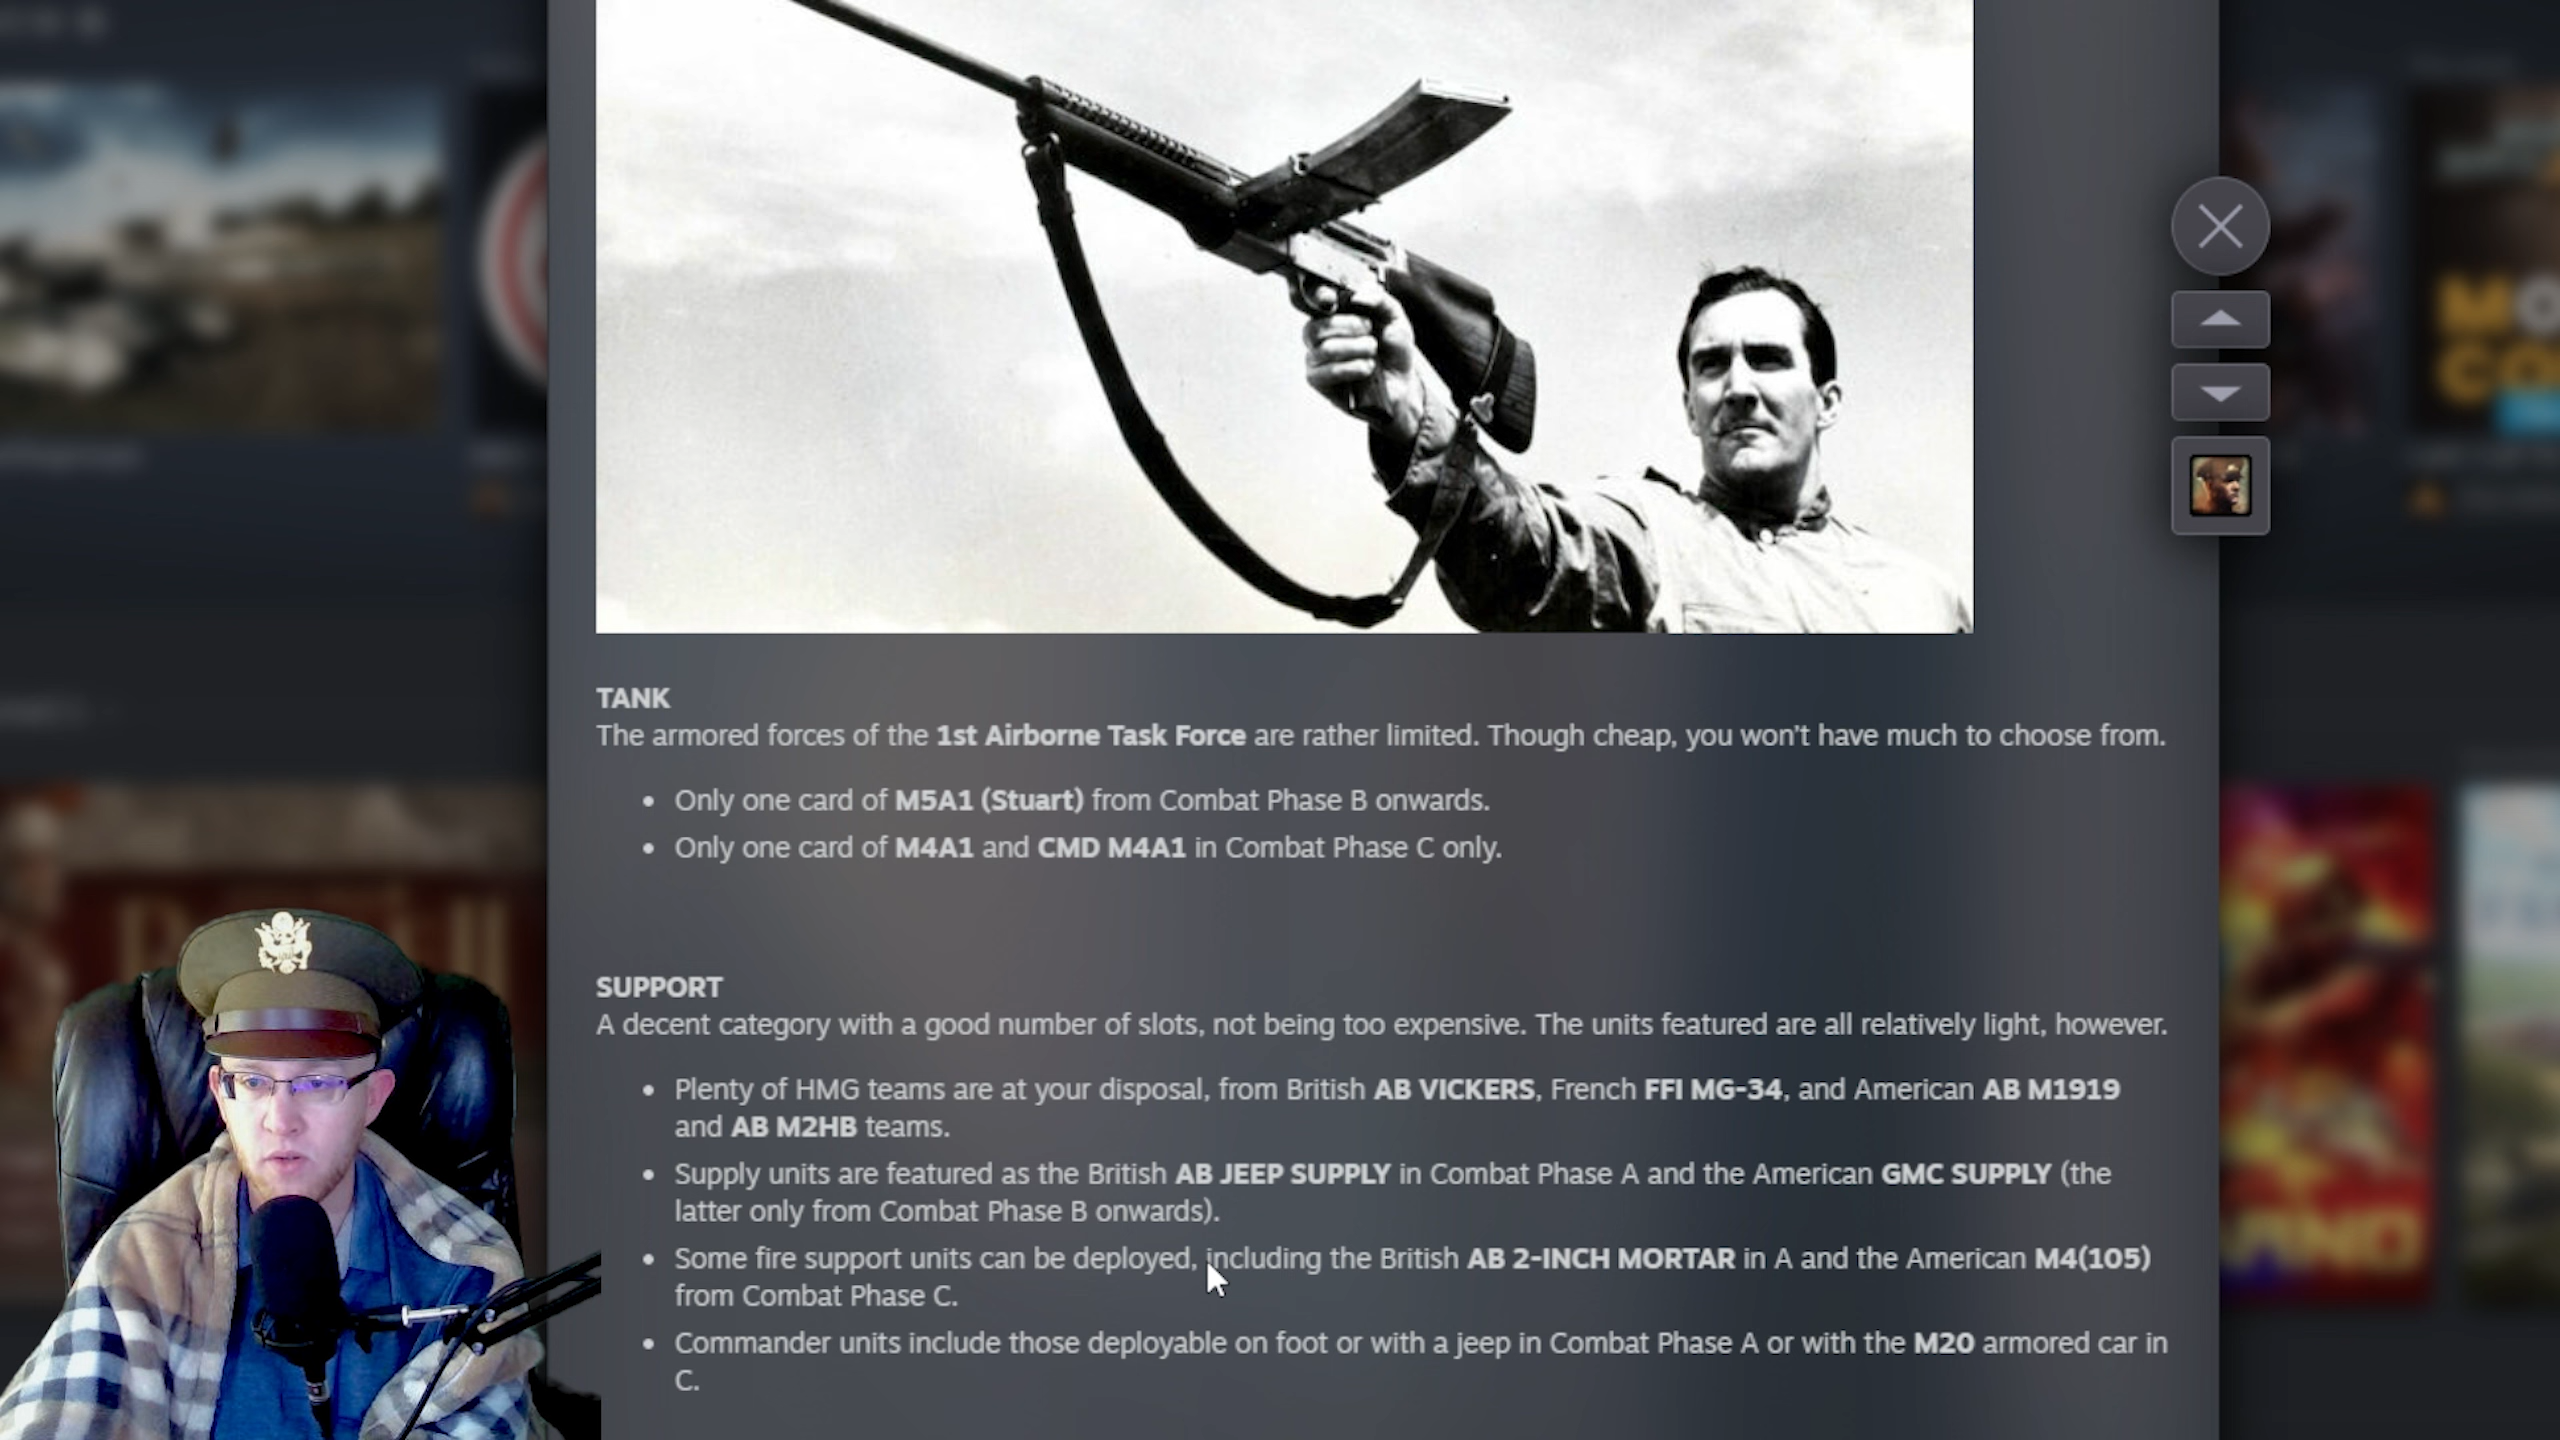 TANK
The armored forces of the 1st Airborne Task Force are rather limited. Though cheap, you won't have much to choose from.
• Only one card of M5A1 (Stuart) from Combat Phase B onwards.
• Only one card of M4A1 and CMD M4A1 in Combat Phase C only.
SUPPORT
A decent category with a good number of slots, not being too expensive. The units featured are all relatively light, however.
• Plenty of HMG teams are at your disposal, from British AB VICKERS, French FFI MG-34, and American AB M1919
and AB M2HB teams.
• Supply units are featured as the British AB JEEP SUPPLY in Combat Phase A and the American GMC SUPPLY (the
latter only from Combat Phase B onwards).
• Some fire support units can be deployed, including the British AB 2-INCH MORTAR in A and the American M4(105)
from Combat Phase C.
• Commander units include those deployable on foot or with a jeep in Combat Phase A or with the M20 armored car in
C.